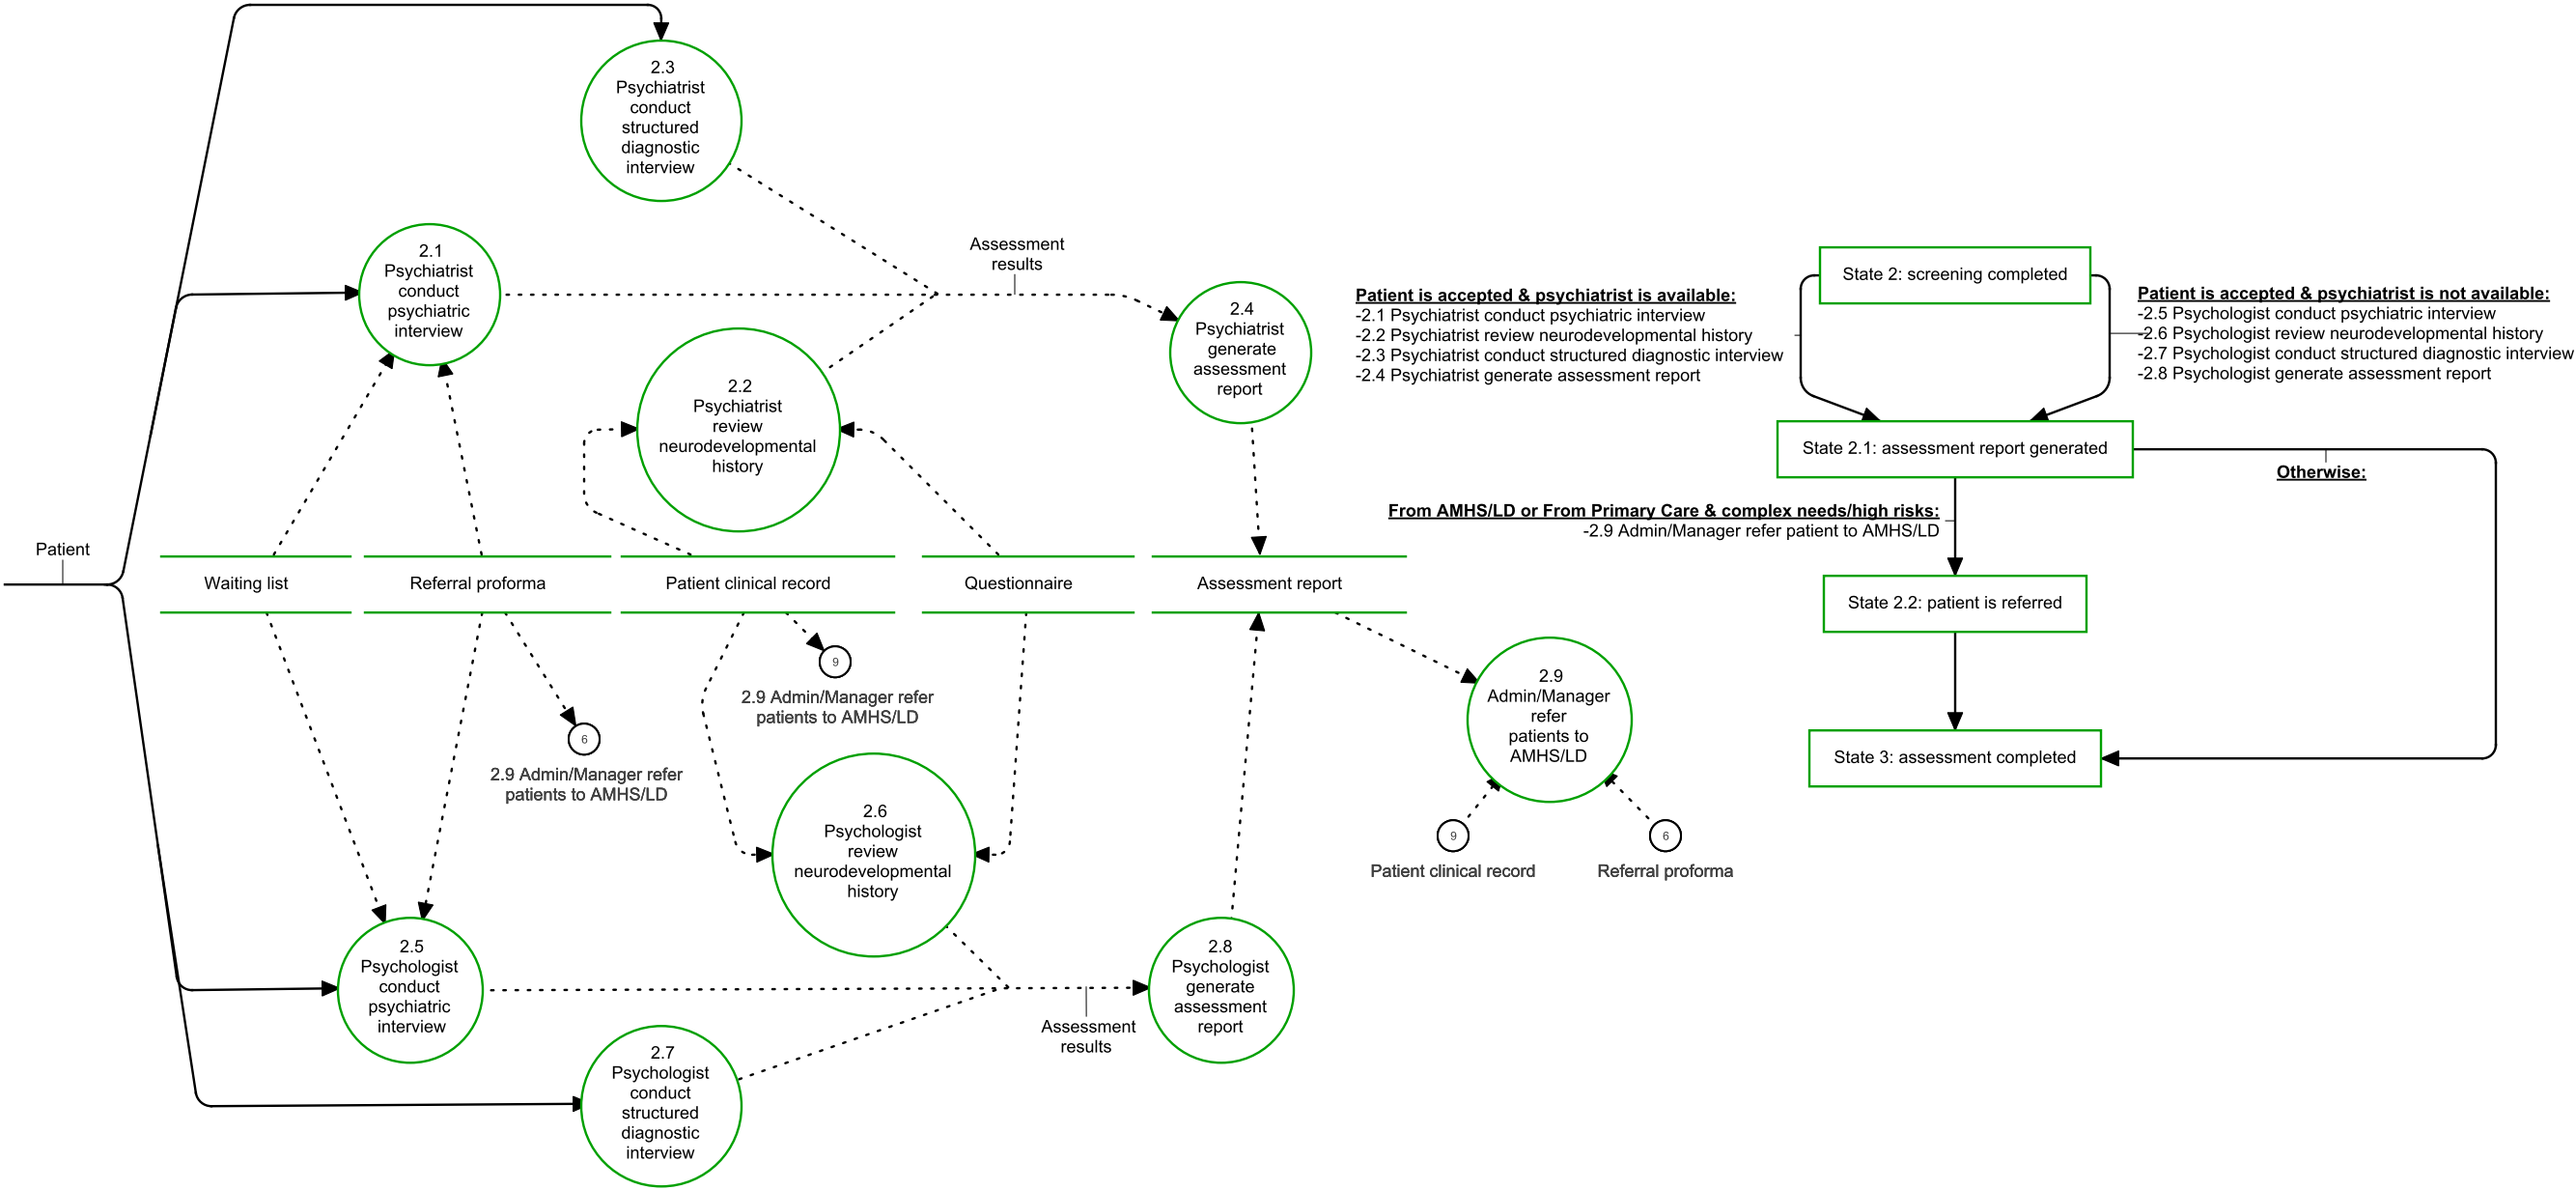 2.3
Psychiatrist
conduct
structured
diagnostic
interview
2.1
Psychiatrist
conduct
psychiatric
interview
Assessment
results
2.2
Psychiatrist
review
neurodevelopmental
history
2.4
Psychiatrist
generate
assessment
report
Patient
Waiting list
Referral proforma
Patient clinical record
Questionnaire
Assessment report
9
2.9 Admin/Manager refer
patients to AMHS/LD
6
2.9 Admin/Manager refer
patients to AMHS/LD
2.6
Psychologist
review
neurodevelopmental
history
2.5
Psychologist
conduct
psychiatric
interview
2.7
Psychologist
conduct
structured
diagnostic
interview
Assessment
results
2.8
Psychologist
generate
assessment
report
2.9
Admin/Manager
refer
patients to
AMHS/LD
9
Patient clinical record
6
Referral proforma
State 2: screening completed
Patient is accepted & psychiatrist is available:
-2.1 Psychiatrist conduct psychiatric interview
-2.2 Psychiatrist review neurodevelopmental history
-2.3 Psychiatrist conduct structured diagnostic interview
-2.4 Psychiatrist generate assessment report
Patient is accepted & psychiatrist is not available:
-2.5 Psychologist conduct psychiatric interview
-2.6 Psychologist review neurodevelopmental history
-2.7 Psychologist conduct structured diagnostic interview
-2.8 Psychologist generate assessment report
State 2.1: assessment report generated
Otherwise:
From AMHS/LD or From Primary Care & complex needs/high risks:
-2.9 Admin/Manager refer patient to AMHS/LD
State 2.2: patient is referred
State 3: assessment completed